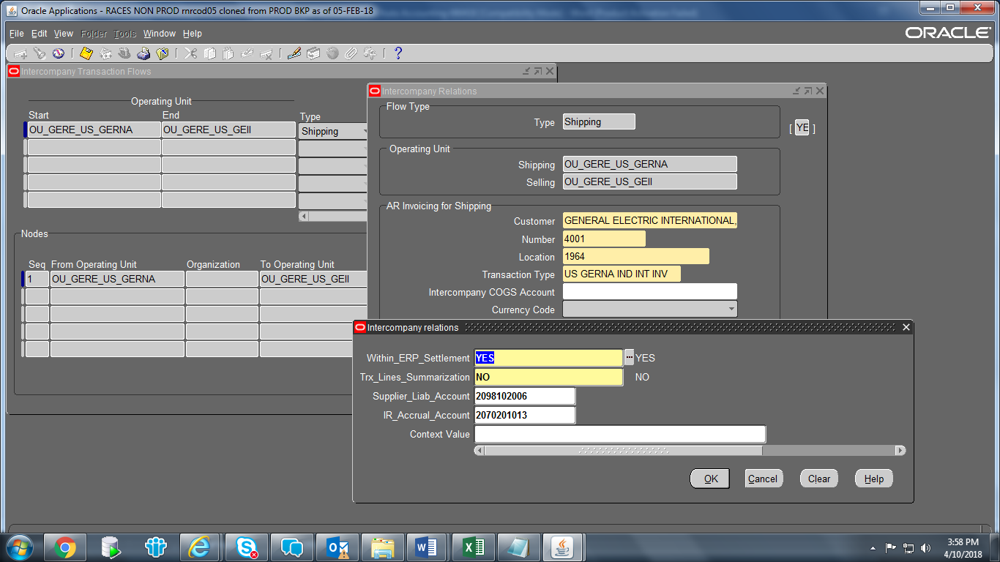 Oracle Applications - RACES NON PROD rnrcod05 cloned from PROD BKP as of 05-FEB-18
File Edit View Folder Tools Window Help
ORACLE
Intercompany Transaction Flows
Operating Unit
Start End Type
OU_GERE_US_GERNA OU_GERE_US_GEII Shipping
Nodes
Seq From Operating Unit Organization To Operating Unit
1 OU_GERE_US_GERNA OU_GERE_US_GEII
Intercompany Relations
Flow Type
Type Shipping
[ YE ]
Operating Unit
Shipping OU_GERE_US_GERNA
Selling OU_GERE_US_GEII
AR Invoicing for Shipping
Customer GENERAL ELECTRIC INTERNATIONAL,
Number 4001
Location 1964
Transaction Type US GERNA IND INT INV
Intercompany COGS Account
Currency Code
Intercompany relations
Within_ERP_Settlement YES ... YES
Trx_Lines_Summarization NO NO
Supplier_Liab_Account 2098102006
IR_Accrual_Account 2070201013
Context Value
OK Cancel Clear Help
3:58 PM
4/10/2018